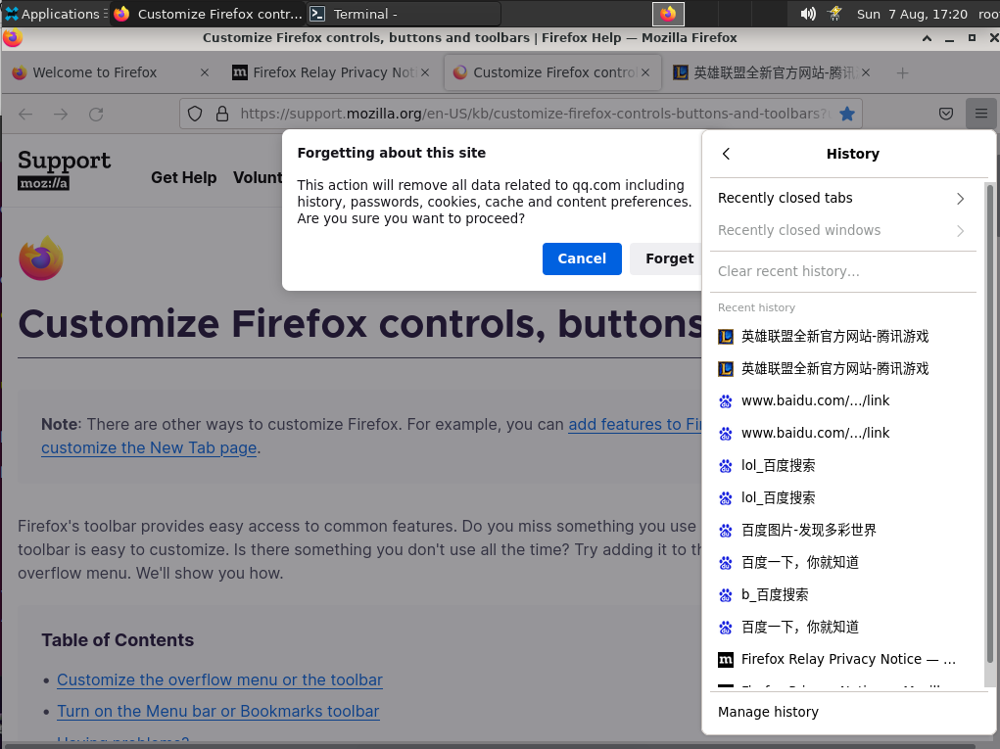 Applications
Customize Firefox contr...
Terminal -
Sun 7 Aug, 17:20
roo
Customize Firefox controls, buttons and toolbars | Firefox Help — Mozilla Firefox
Welcome to Firefox
Firefox Relay Privacy Noti
Customize Firefox contro
英雄联盟全新官方网站-腾讯
https://support.mozilla.org/en-US/kb/customize-firefox-controls-buttons-and-toolbars?
Support
moz://a
Get Help
Volunt
Forgetting about this site
This action will remove all data related to qq.com including
history, passwords, cookies, cache and content preferences.
Are you sure you want to proceed?
Cancel
Forget
Customize Firefox controls, buttons
Note: There are other ways to customize Firefox. For example, you can add features to Fi
customize the New Tab page.
Firefox's toolbar provides easy access to common features. Do you miss something you use
toolbar is easy to customize. Is there something you don't use all the time? Try adding it to th
overflow menu. We'll show you how.
Table of Contents
• Customize the overflow menu or the toolbar
• Turn on the Menu bar or Bookmarks toolbar
Having problems?
History
Recently closed tabs
Recently closed windows
Clear recent history...
Recent history
英雄联盟全新官方网站-腾讯游戏
英雄联盟全新官方网站-腾讯游戏
www.baidu.com/.../link
www.baidu.com/.../link
lol_百度搜索
lol_百度搜索
百度图片-发现多彩世界
百度一下，你就知道
b_百度搜索
百度一下，你就知道
Firefox Relay Privacy Notice — ...
Manage history